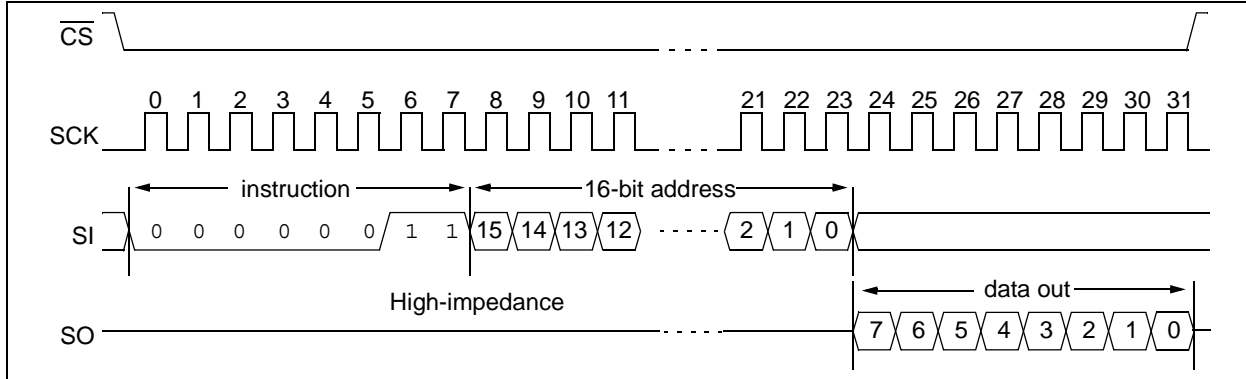 CS
0 1 2 3 4 5 6 7 8 9 10 11 21 22 23 24 25 26 27 28 29 30 31
SCK
instruction 16-bit address
SI 0 0 0 0 0 0 1 1 15 14 13 12 2 1 0
High-impedance data out
SO 7 6 5 4 3 2 1 0